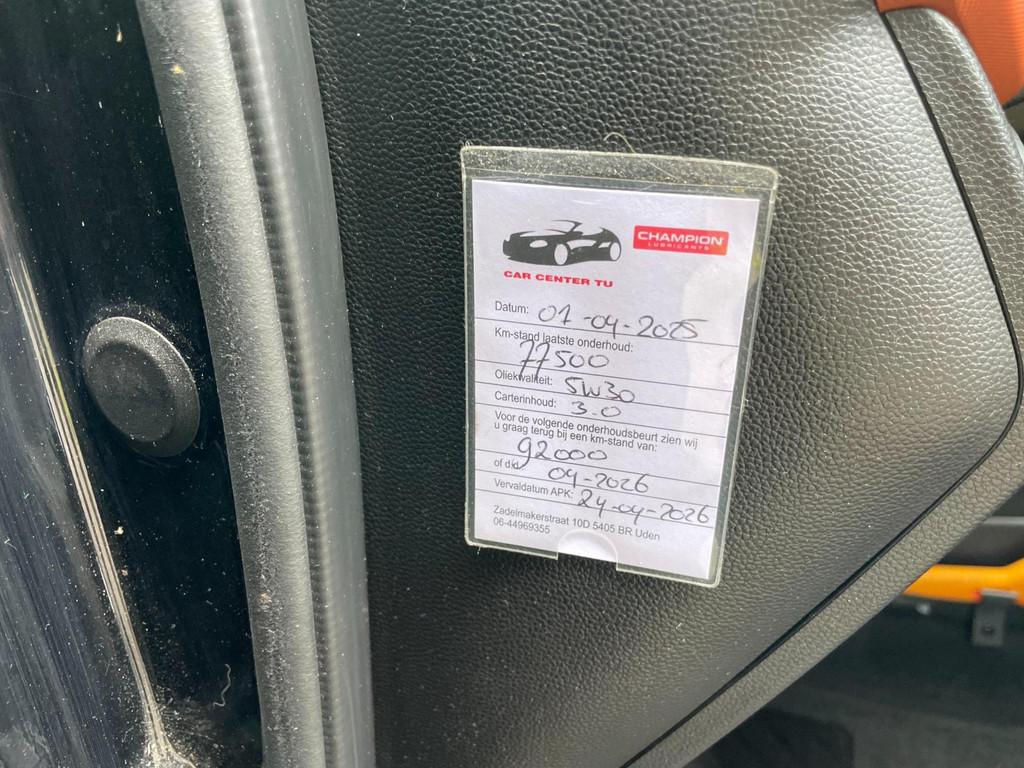 CHAMPION
LUBRICANTS
CAR CENTER TU
Datum: 01-04-2025
Km-stand laatste onderhoud:
77500
Oliekwaliteit: 5W30
Carterinhoud: 3.0
Voor de volgende onderhoudsbeurt zien wij
u graag terug bij een km-stand van:
92000
of d.d. 04-2026
Vervaldatum APK: 24-04-2026
Zadelmakerstraat 10D 5405 BR Uden
06-44969355